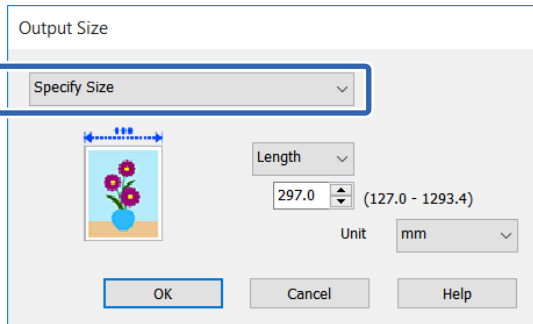 Output Size
Specify Size
Length
297.0 (127.0 - 1293.4)
Unit mm
OK Cancel Help